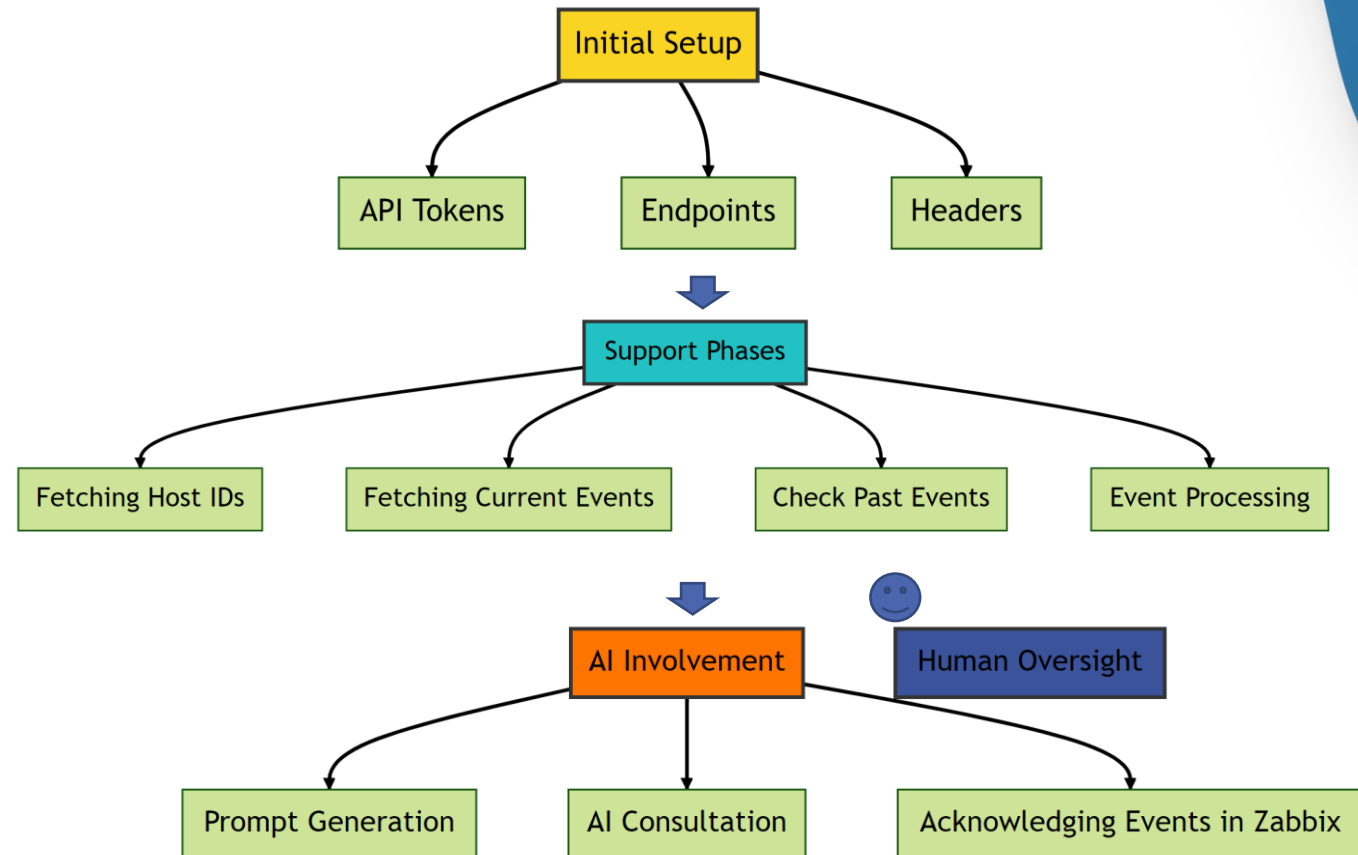 Initial Setup
API Tokens
Endpoints
Headers
Support Phases
Fetching Host IDs
Fetching Current Events
Check Past Events
Event Processing
AI Involvement
Human Oversight
Prompt Generation
AI Consultation
Acknowledging Events in Zabbix